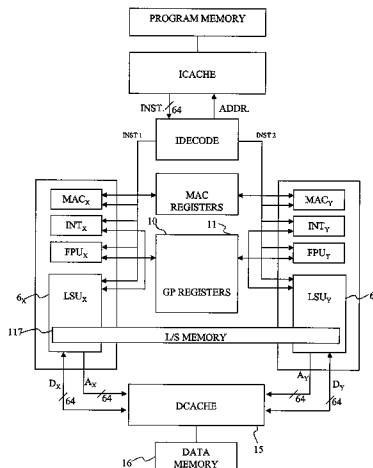 PROGRAM MEMORY
ICACHE
INST. 64 ADDR.
IDECODE
INST 1 INST 2
MACX MAC REGISTERS MACY
INTX INTY
10 11
FPUX FPUY
GP REGISTERS
6X LSUX LSUY 6
117 L/S MEMORY
DX AX AY DY
64 64 64 64
DCACHE
15
16 DATA MEMORY